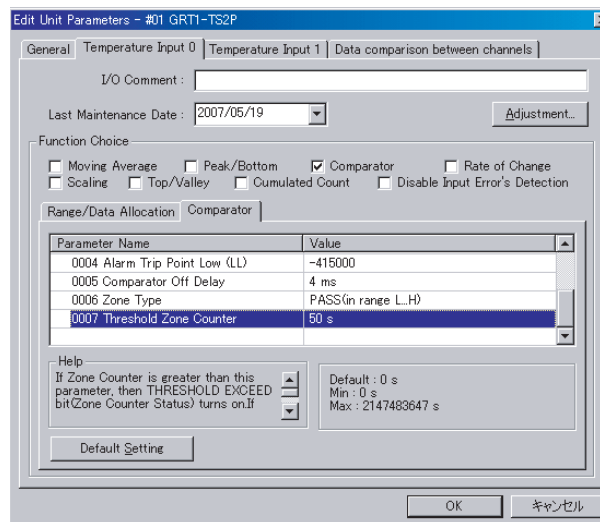 Edit Unit Parameters - #01 GRT1-TS2P
General Temperature Input 0 Temperature Input 1 Data comparison between channels
I/O Comment :
Last Maintenance Date : 2007/05/19 Adjustment...
Function Choice
Moving Average Peak/Bottom Comparator Rate of Change
Scaling Top/Valley Cumulated Count Disable Input Error's Detection
Range/Data Allocation Comparator
Parameter Name Value
0004 Alarm Trip Point Low (LL) -415000
0005 Comparator Off Delay 4 ms
0006 Zone Type PASS(in range L...H)
0007 Threshold Zone Counter 50 s
Help
If Zone Counter is greater than this
parameter, then THRESHOLD EXCEED
bit(Zone Counter Status) turns on.If
Default : 0 s
Min : 0 s
Max : 2147483647 s
Default Setting
OK キャンセル